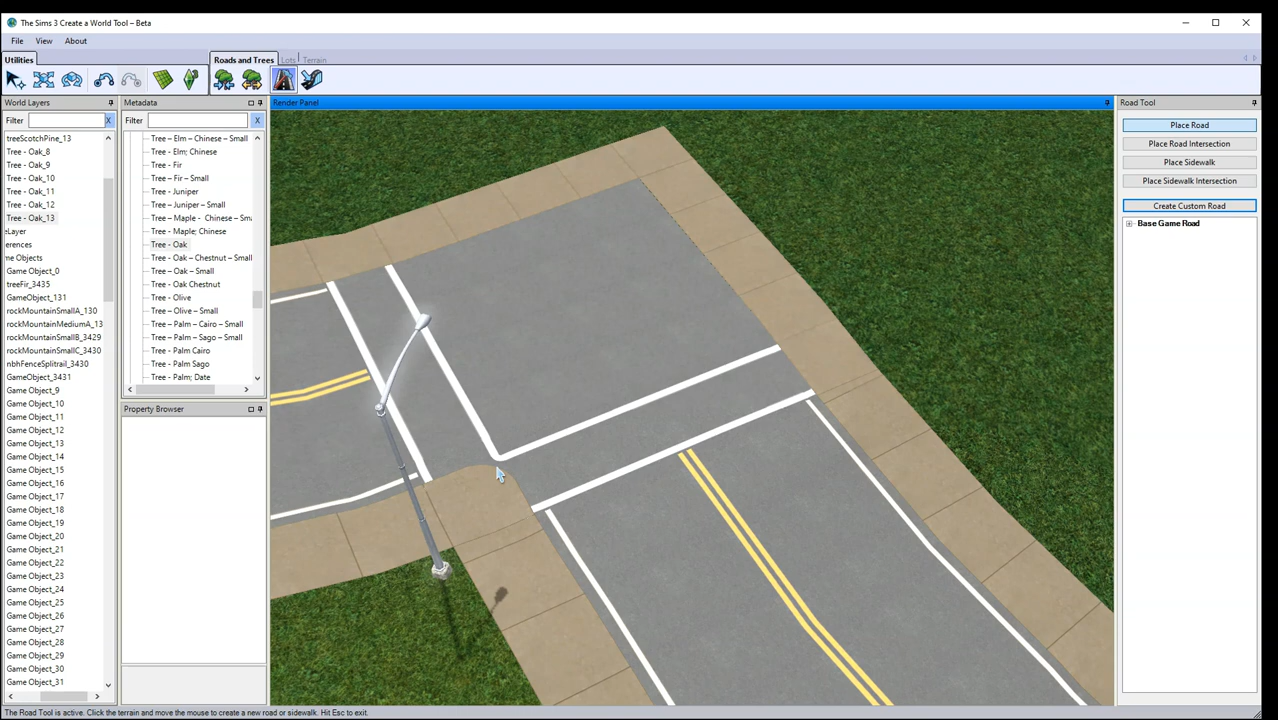 The Sims 3 Create a World Tool – Beta
File View About
Utilities Roads and Trees Lots Terrain
World Layers
Filter X
treeScotchPine_13
Tree - Oak_8
Tree - Oak_9
Tree - Oak_10
Tree - Oak_11
Tree - Oak_12
Tree - Oak_13
eLayer
erences
me Objects
Game Object_0
treeFir_3435
GameObject_131
rockMountainSmallA_130
rockMountainMediumA_13
rockMountainSmallB_3429
rockMountainSmallC_3430
nbhFenceSplitrail_3430
GameObject_3431
Game Object_9
Game Object_10
Game Object_11
Game Object_12
Game Object_13
Game Object_14
Game Object_15
Game Object_16
Game Object_17
Game Object_18
Game Object_19
Game Object_20
Game Object_21
Game Object_22
Game Object_23
Game Object_24
Game Object_25
Game Object_26
Game Object_27
Game Object_28
Game Object_29
Game Object_30
Game Object_31
Metadata
Filter X
Tree – Elm – Chinese – Small
Tree - Elm; Chinese
Tree - Fir
Tree – Fir – Small
Tree - Juniper
Tree – Juniper – Small
Tree – Maple - Chinese – Sma
Tree - Maple; Chinese
Tree - Oak
Tree – Oak – Chestnut – Small
Tree – Oak – Small
Tree - Oak Chestnut
Tree - Olive
Tree – Olive – Small
Tree – Palm – Cairo – Small
Tree – Palm – Sago – Small
Tree - Palm Cairo
Tree - Palm Sago
Tree - Palm; Date
Property Browser
Render Panel
Road Tool
Place Road
Place Road Intersection
Place Sidewalk
Place Sidewalk Intersection
Create Custom Road
Base Game Road
The Road Tool is active. Click the terrain and move the mouse to create a new road or sidewalk. Hit Esc to exit.